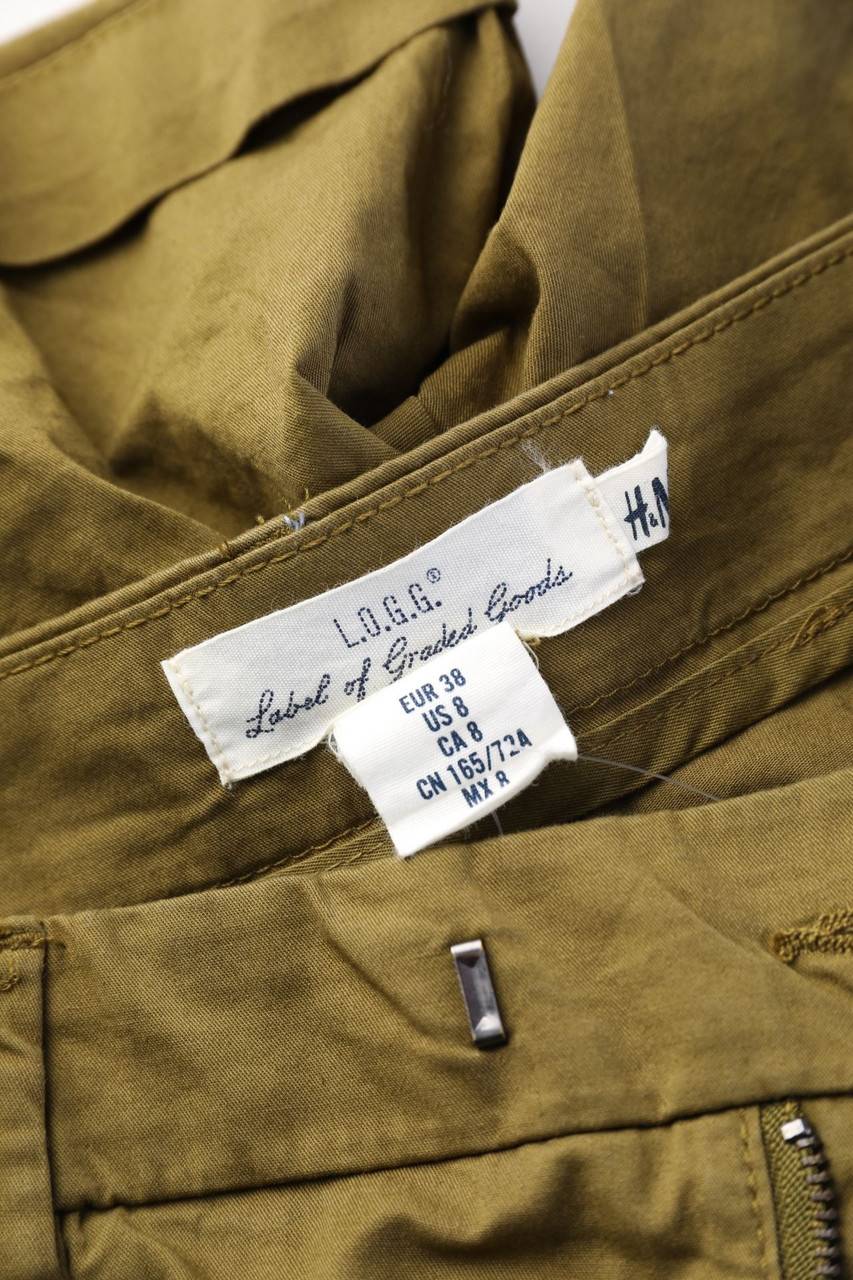 H&M
L.O.G.G.®
Label of Graded Goods
EUR 38
US 8
CA 8
CN 165/72A
MX 8